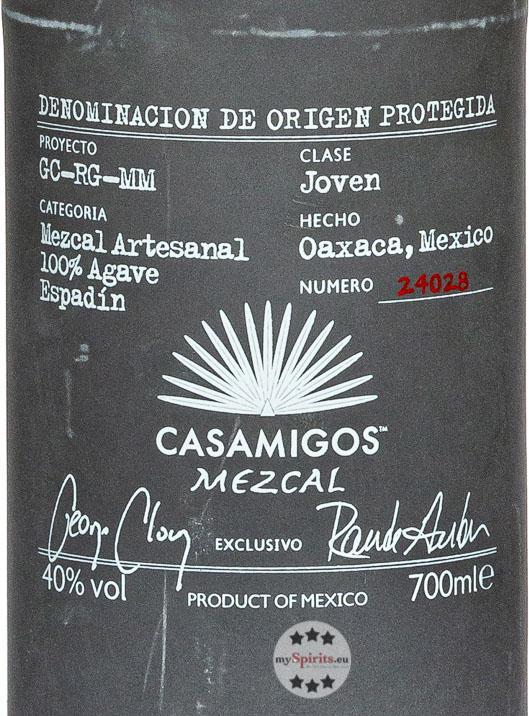 DENOMINACION DE ORIGEN PROTEGIDA
PROYECTO
GC-RG-MM
CATEGORIA
Mezcal Artesanal
100% Agave
Espadín
CLASE
Joven
HECHO
Oaxaca, Mexico
NUMERO 24028
CASAMIGOS™
MEZCAL
EXCLUSIVO
40% vol
PRODUCT OF MEXICO
700ml e
mySpirits.eu